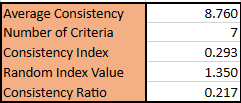 Average Consistency 8.760
Number of Criteria 7
Consistency Index 0.293
Random Index Value 1.350
Consistency Ratio 0.217